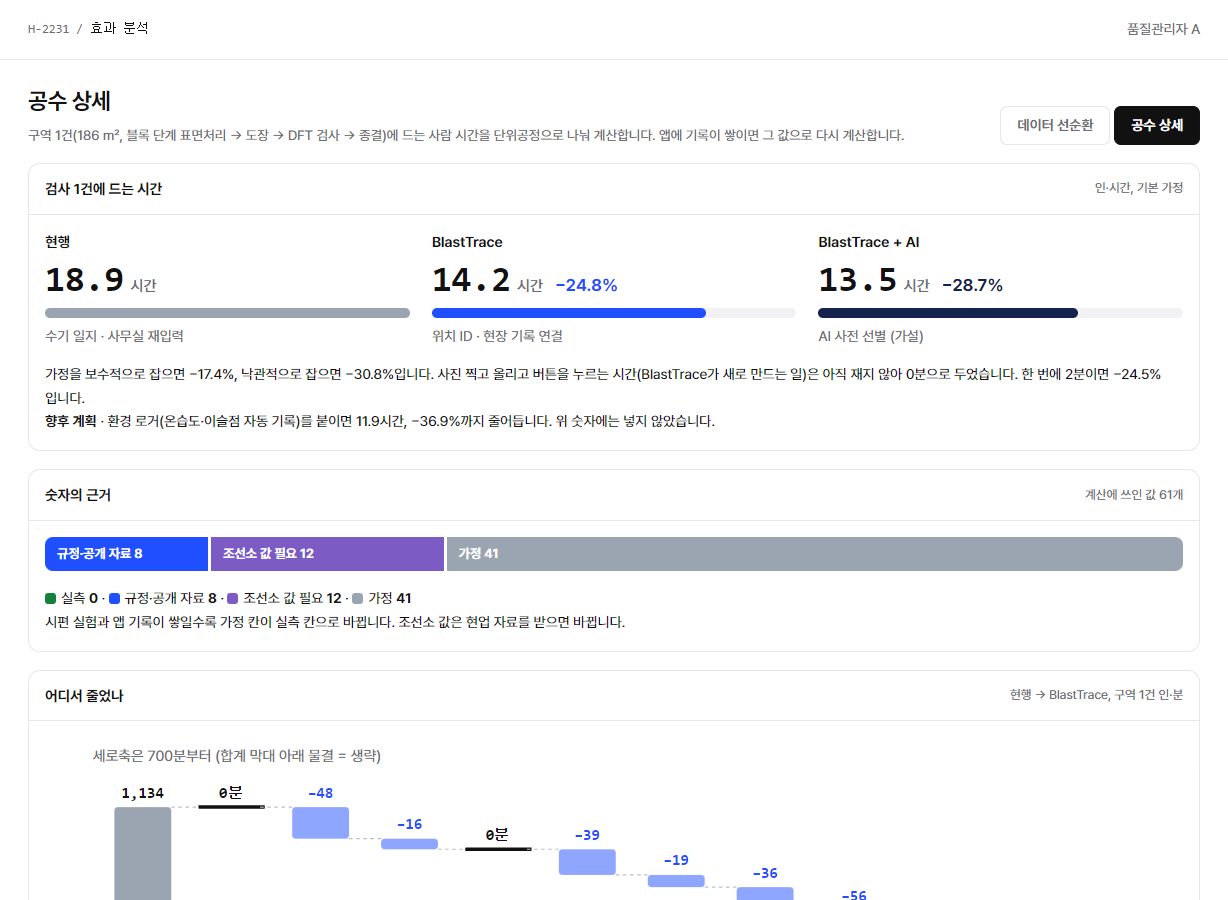 H-2231 / 효과 분석
품질관리자 A
공수 상세
구역 1건(186 m², 블록 단계 표면처리 → 도장 → DFT 검사 → 종결)에 드는 사람 시간을 단위공정으로 나눠 계산합니다. 앱에 기록이 쌓이면 그 값으로 다시 계산합니다.
데이터 선순환
공수 상세
검사 1건에 드는 시간
인·시간, 기본 가정
현행
18.9 시간
수기 일지 · 사무실 재입력
BlastTrace
14.2 시간 −24.8%
위치 ID · 현장 기록 연결
BlastTrace + AI
13.5 시간 −28.7%
AI 사전 선별 (가설)
가정을 보수적으로 잡으면 −17.4%, 낙관적으로 잡으면 −30.8%입니다. 사진 찍고 올리고 버튼을 누르는 시간(BlastTrace가 새로 만드는 일)은 아직 재지 않아 0분으로 두었습니다. 한 번에 2분이면 −24.5%
입니다.
향후 계획 · 환경 로거(온습도·이슬점 자동 기록)를 붙이면 11.9시간, −36.9%까지 줄어듭니다. 위 숫자에는 넣지 않았습니다.
숫자의 근거
계산에 쓰인 값 61개
규정·공개 자료 8
조선소 값 필요 12
가정 41
실측 0 · 규정·공개 자료 8 · 조선소 값 필요 12 · 가정 41
시편 실험과 앱 기록이 쌓일수록 가정 칸이 실측 칸으로 바뀝니다. 조선소 값은 현업 자료를 받으면 바뀝니다.
어디서 줄었나
현행 → BlastTrace, 구역 1건 인·분
세로축은 700분부터 (합계 막대 아래 물결 = 생략)
1,134
0분
−48
−16
0분
−39
−19
−36
−56